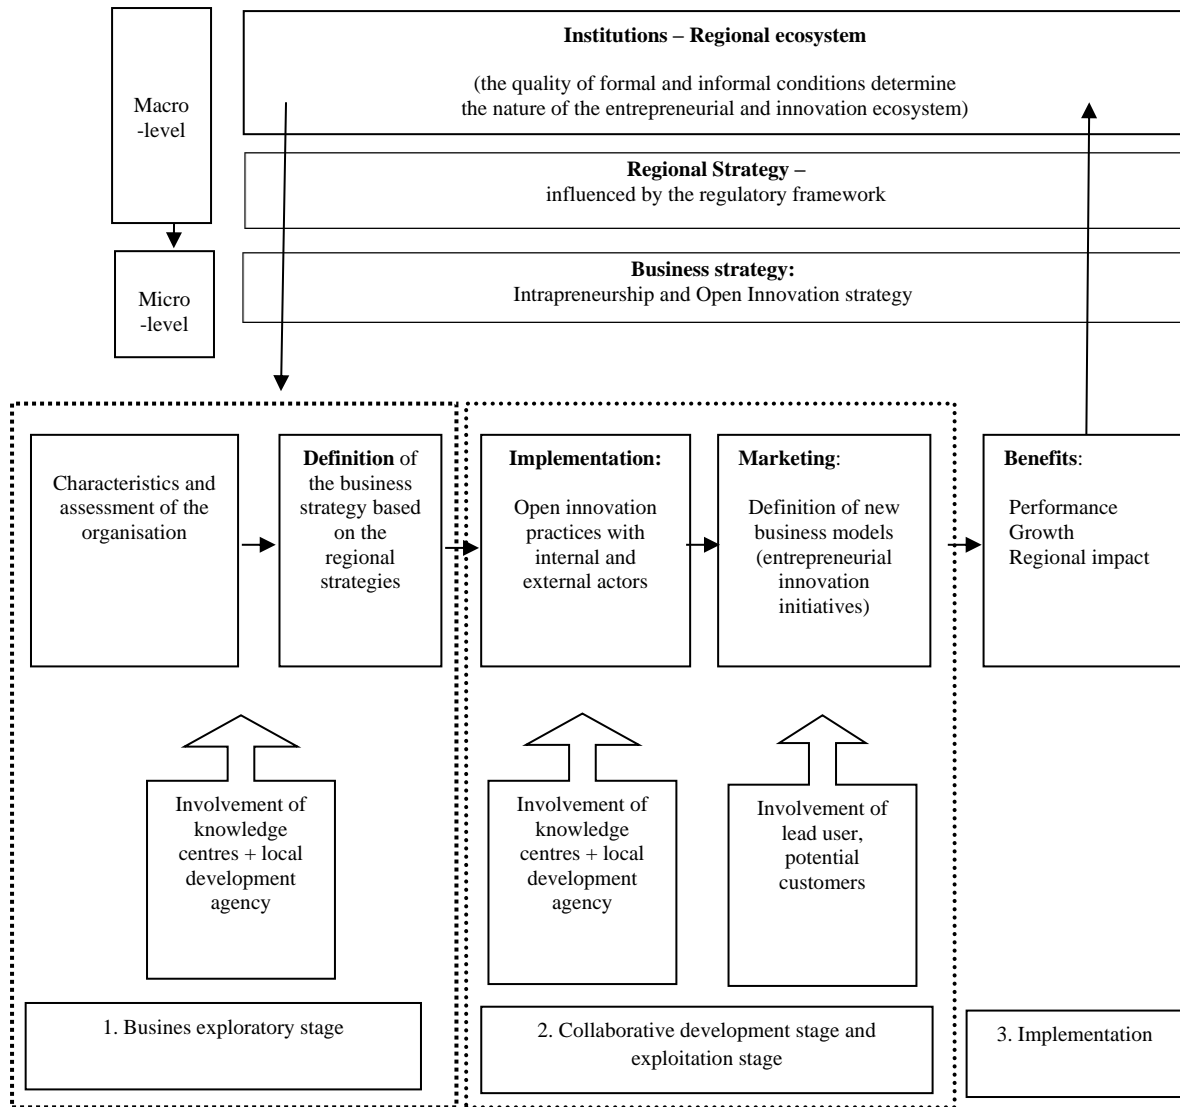 Macro
-level
Institutions – Regional ecosystem
(the quality of formal and informal conditions determine
the nature of the entrepreneurial and innovation ecosystem)
Regional Strategy –
influenced by the regulatory framework
Micro
-level
Business strategy:
Intrapreneurship and Open Innovation strategy
Characteristics and
assessment of the
organisation
Definition of
the business
strategy based
on the
regional
strategies
Implementation:
Open innovation
practices with
internal and
external actors
Marketing:
Definition of new
business models
(entrepreneurial
innovation
initiatives)
Benefits:
Performance
Growth
Regional impact
Involvement of
knowledge
centres + local
development
agency
Involvement of
knowledge
centres + local
development
agency
Involvement of
lead user,
potential
customers
1. Busines exploratory stage
2. Collaborative development stage and
exploitation stage
3. Implementation